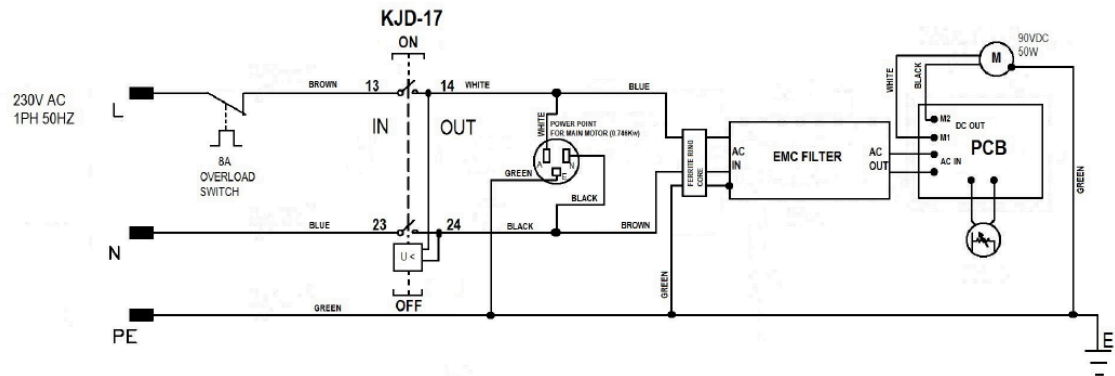 KJD-17
ON
230V AC
1PH 50HZ
L
BROWN
13
14
WHITE
BLUE
IN
OUT
8A
OVERLOAD
SWITCH
WHITE
POWER POINT
FOR MAIN MOTOR (0.746Kw)
A
N
E
GREEN
BLACK
FERRITE RING
CORE
AC
IN
EMC FILTER
AC
OUT
WHITE
BLACK
M
90VDC
50W
M2
DC OUT
M1
AC IN
PCB
GREEN
N
BLUE
23
24
BLACK
BROWN
U <
OFF
GREEN
PE
GREEN
E